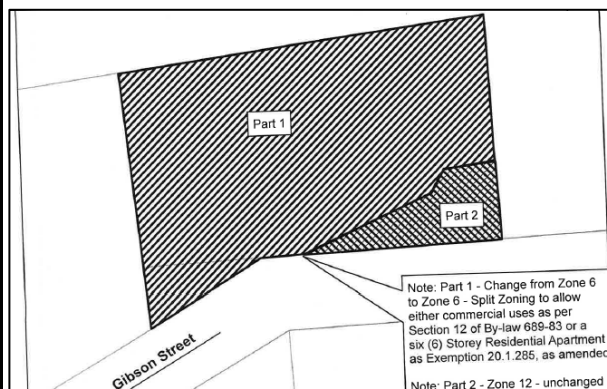 Part 1
Part 2
Gibson Street
Note: Part 1 - Change from Zone 6
to Zone 6 - Split Zoning to allow
either commercial uses as per
Section 12 of By-law 689-83 or a
six (6) Storey Residential Apartment
as Exemption 20.1.285, as amended
Note: Part 2 - Zone 12 - unchanged